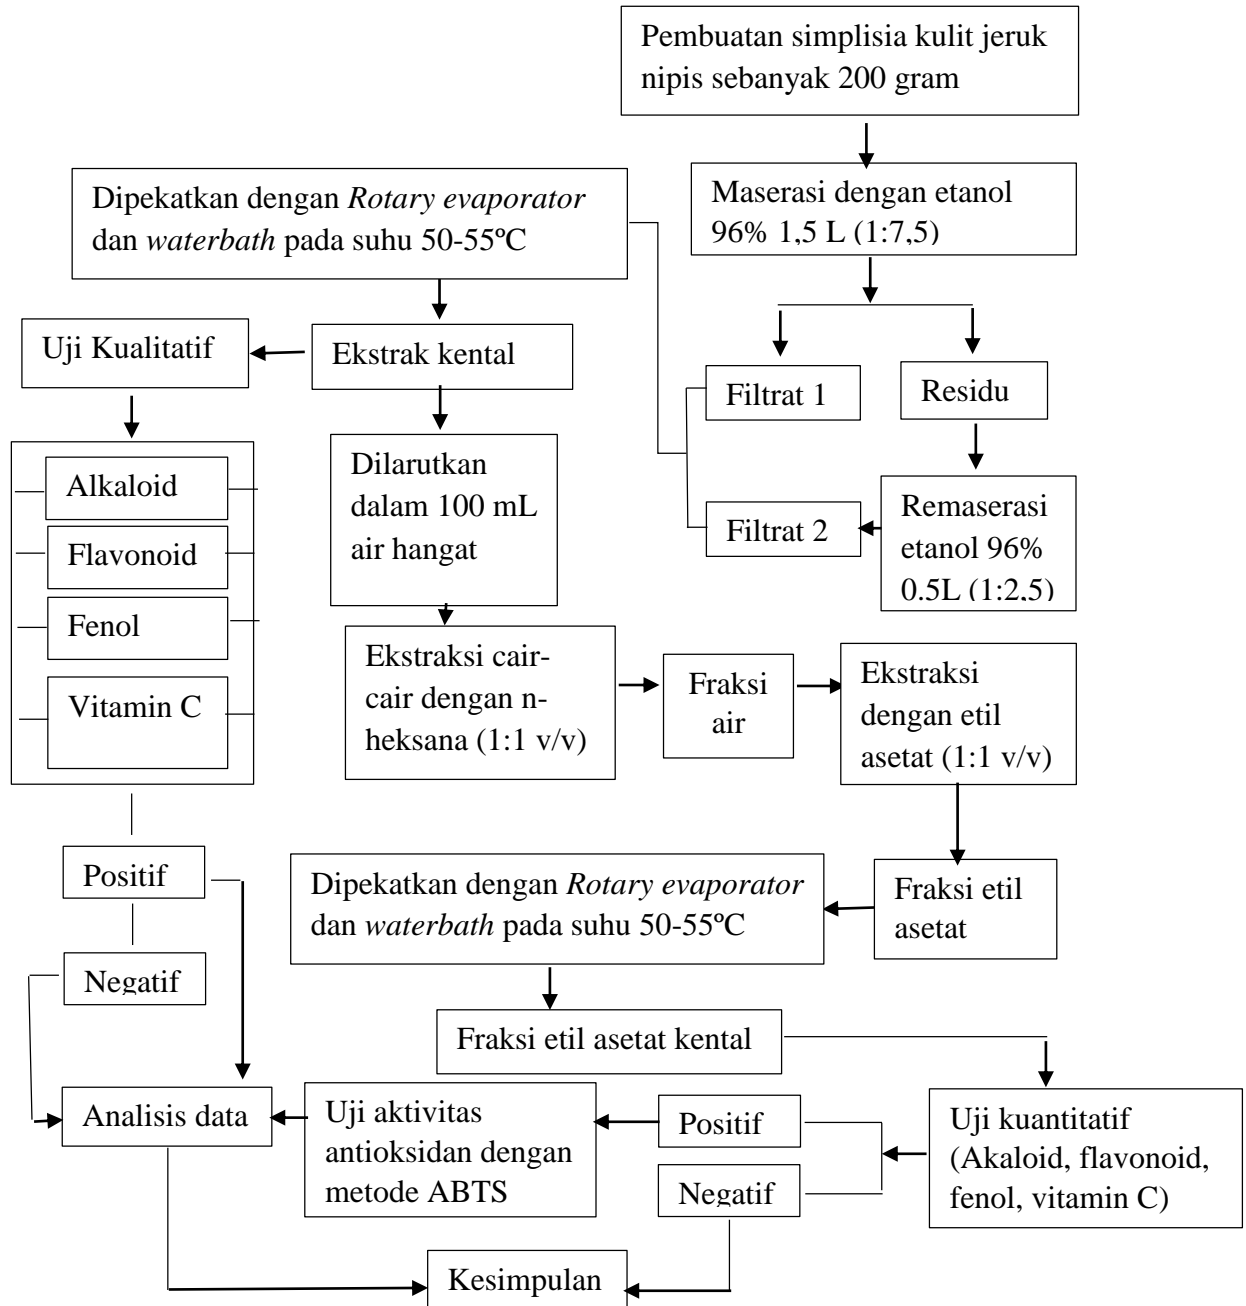 Pembuatan simplisia kulit jeruk
nipis sebanyak 200 gram
Maserasi dengan etanol
96% 1,5 L (1:7,5)
Dipekatkan dengan Rotary evaporator
dan waterbath pada suhu 50-55ºC
Uji Kualitatif
Ekstrak kental
Filtrat 1
Residu
Dilarutkan
dalam 100 mL
air hangat
Filtrat 2
Remaserasi
etanol 96%
0.5L (1:2,5)
Alkaloid
Flavonoid
Fenol
Vitamin C
Ekstraksi cair-
cair dengan n-
heksana (1:1 v/v)
Fraksi
air
Ekstraksi
dengan etil
asetat (1:1 v/v)
Positif
Negatif
Dipekatkan dengan Rotary evaporator
dan waterbath pada suhu 50-55ºC
Fraksi etil
asetat
Fraksi etil asetat kental
Analisis data
Uji aktivitas
antioksidan dengan
metode ABTS
Positif
Negatif
Uji kuantitatif
(Akaloid, flavonoid,
fenol, vitamin C)
Kesimpulan